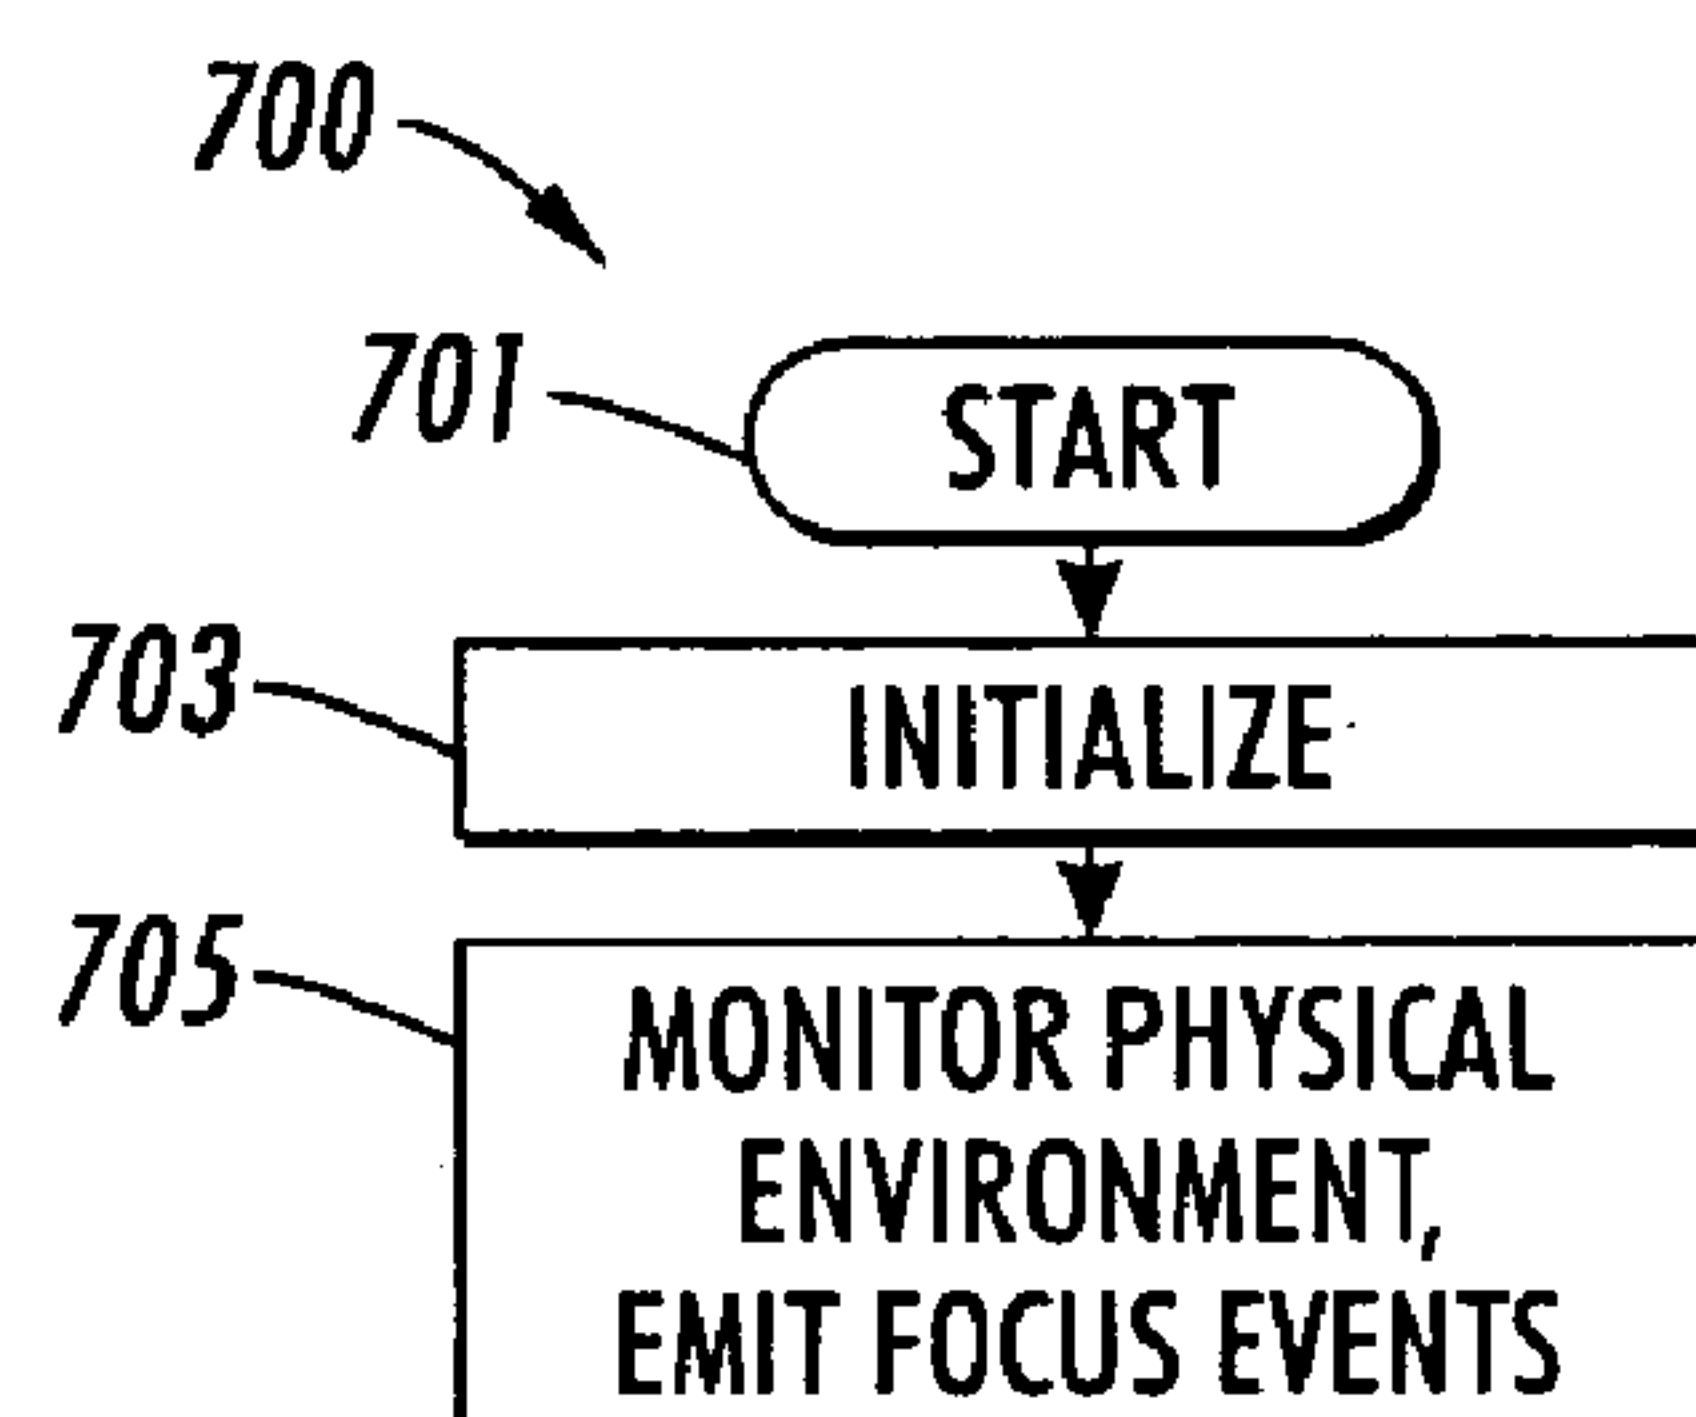 700
701
START
703
INITIALIZE
705
MONITOR PHYSICAL
ENVIRONMENT,
EMIT FOCUS EVENTS